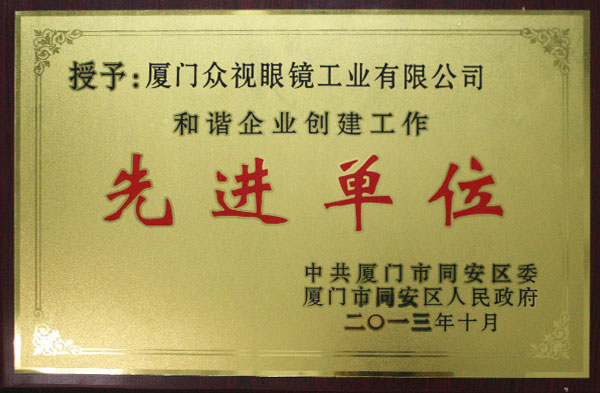 授予:厦门众视眼镜工业有限公司
和谐企业创建工作
先进单位
中共厦门市同安区委
厦门市同安区人民政府
二〇一三年十月